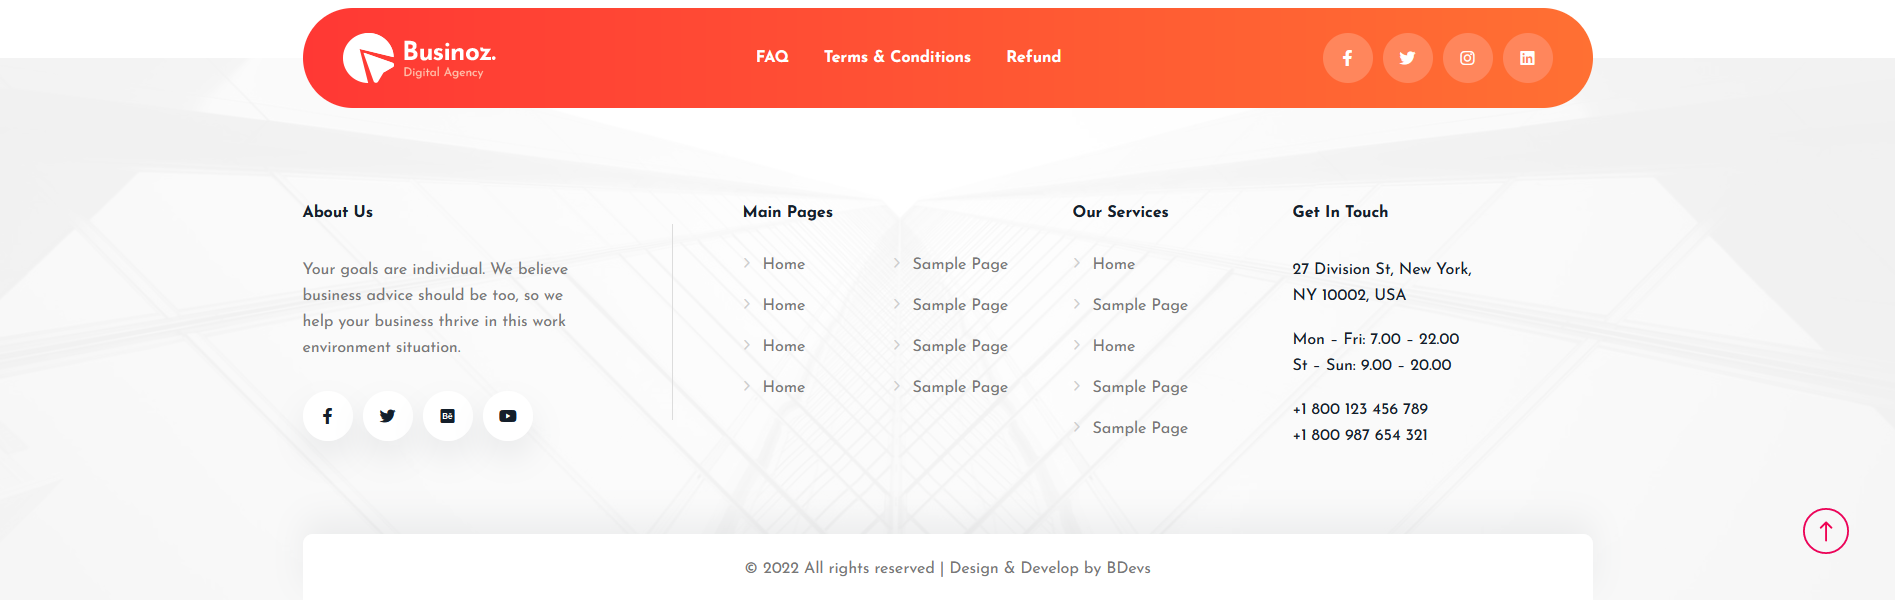 Businoz.
Digital Agency
FAQ
Terms & Conditions
Refund
About Us
Your goals are individual. We believe
business advice should be too, so we
help your business thrive in this work
environment situation.
Bē
Main Pages
Home
Home
Home
Home
Sample Page
Sample Page
Sample Page
Sample Page
Our Services
Home
Sample Page
Home
Sample Page
Sample Page
Get In Touch
27 Division St, New York,
NY 10002, USA
Mon – Fri: 7.00 – 22.00
St – Sun: 9.00 – 20.00
+1 800 123 456 789
+1 800 987 654 321
© 2022 All rights reserved | Design & Develop by BDevs